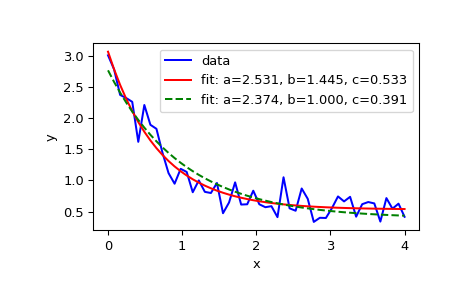 3.0
2.5
2.0
1.5
1.0
0.5
y
0
1
2
3
4
x
data
fit: a=2.531, b=1.445, c=0.533
fit: a=2.374, b=1.000, c=0.391